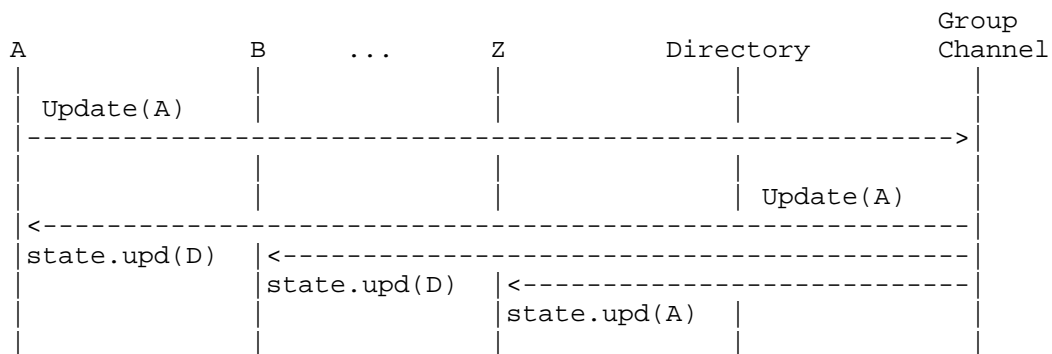 Group
A B ... Z Directory Channel
Update(A)
Update(A)
state.upd(D)
state.upd(D)
state.upd(A)